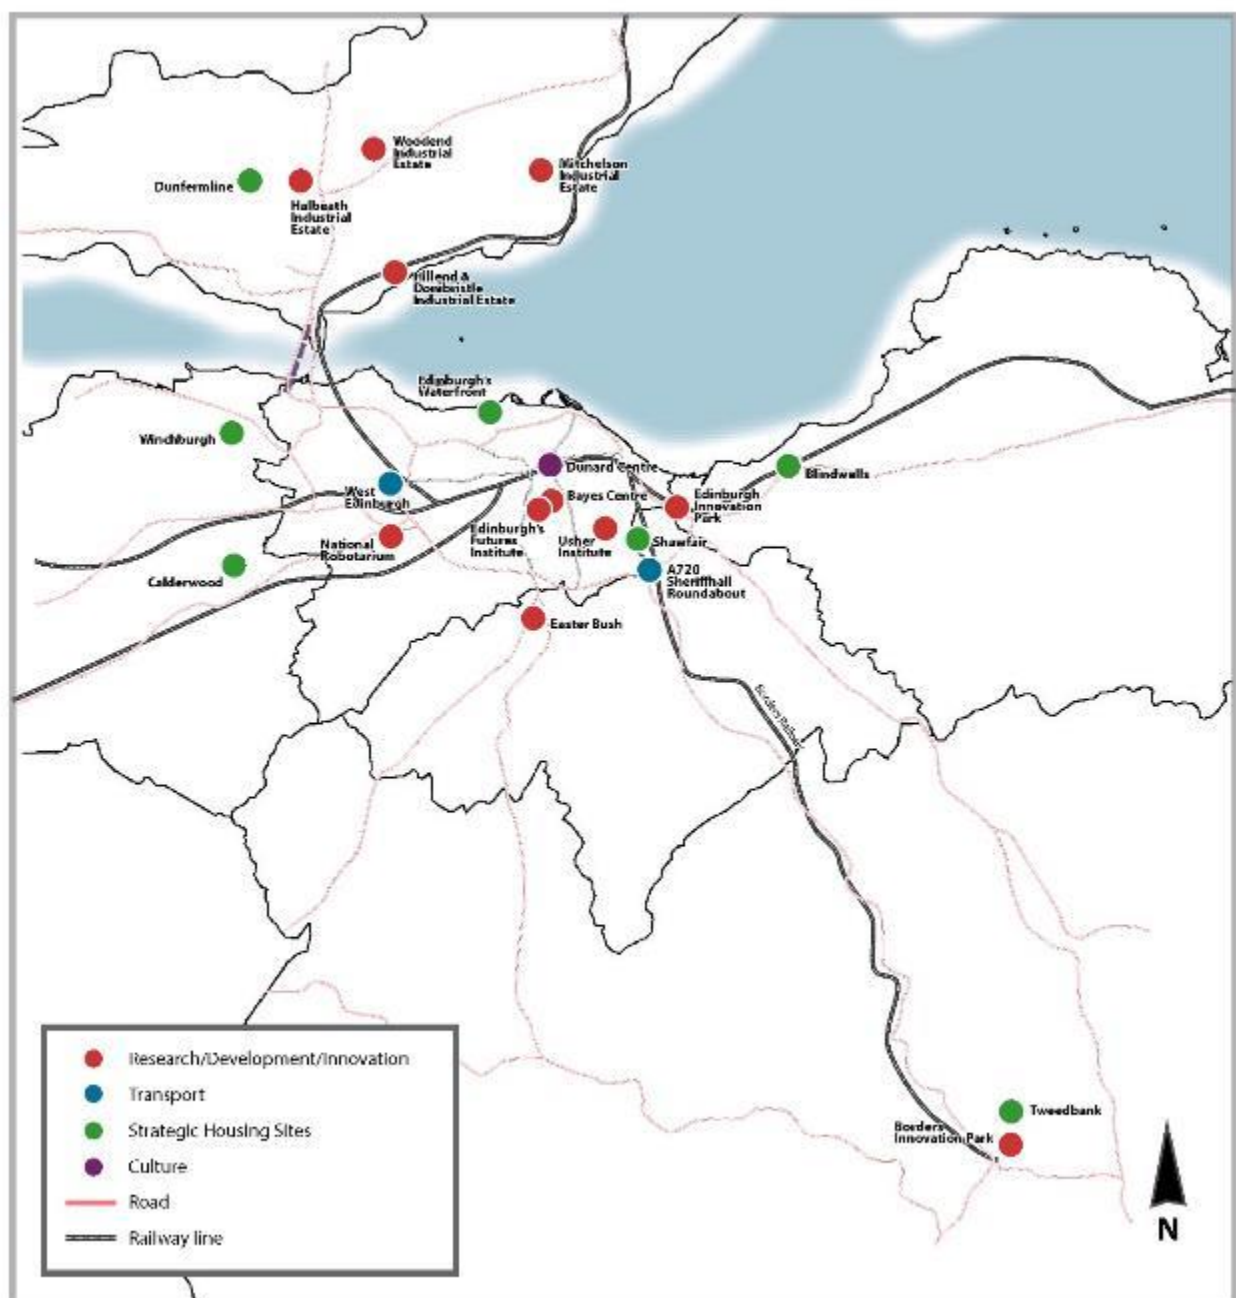 Woodend
Industrial
Estate
Mitchelson
Industrial
Estate
Dunfermline
Halbeath
Industrial
Estate
Hillend &
Donibristle
Industrial Estate
Edinburgh's
Waterfront
Winchburgh
Dunard Centre
Blindwells
West
Edinburgh
Bayes Centre
Edinburgh
Innovation
Park
National
Robotarium
Edinburgh's
Futures
Institute
Usher
Institute
Shawfair
Calderwood
A720
Sheriffhall
Roundabout
Easter Bush
Borders Railway
Research/Development/Innovation
Transport
Strategic Housing Sites
Culture
Road
Railway line
Tweedbank
Borders
Innovation Park
N